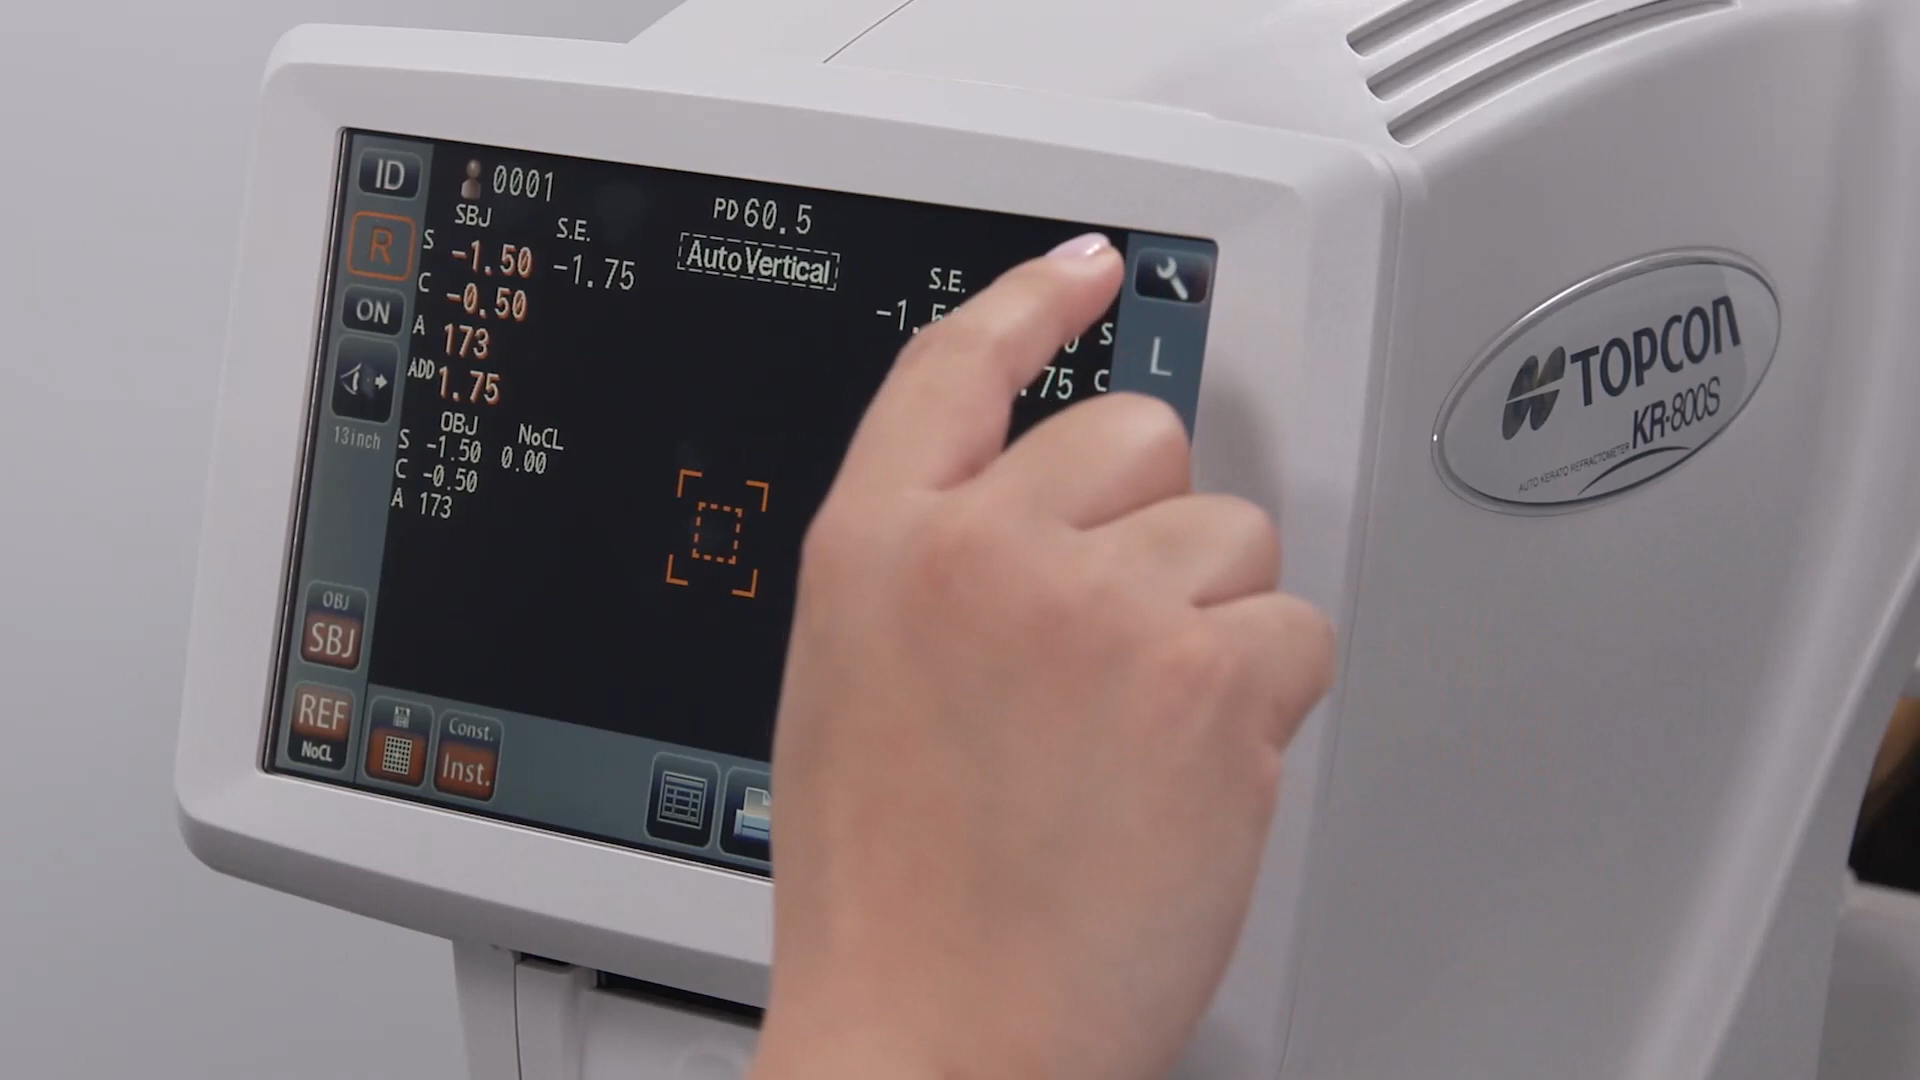 ID
0001
PD 60.5
Auto Vertical
SBJ S.E.
R
S -1.50 -1.75
C -0.50
A 173
ADD 1.75
ON
13inch
OBJ NoCL
S -1.50 0.00
C -0.50
A 173
S.E.
S
.75 C
L
OBJ
SBJ
REF
NoCL
Const.
Inst.
TOPCON
KR-800S
AUTO KERATO REFRACTOMETER